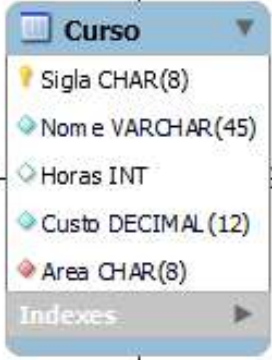 Curso
Sigla CHAR(8)
Nome VARCHAR(45)
Horas INT
Custo DECIMAL(12)
Area CHAR(8)
Indexes